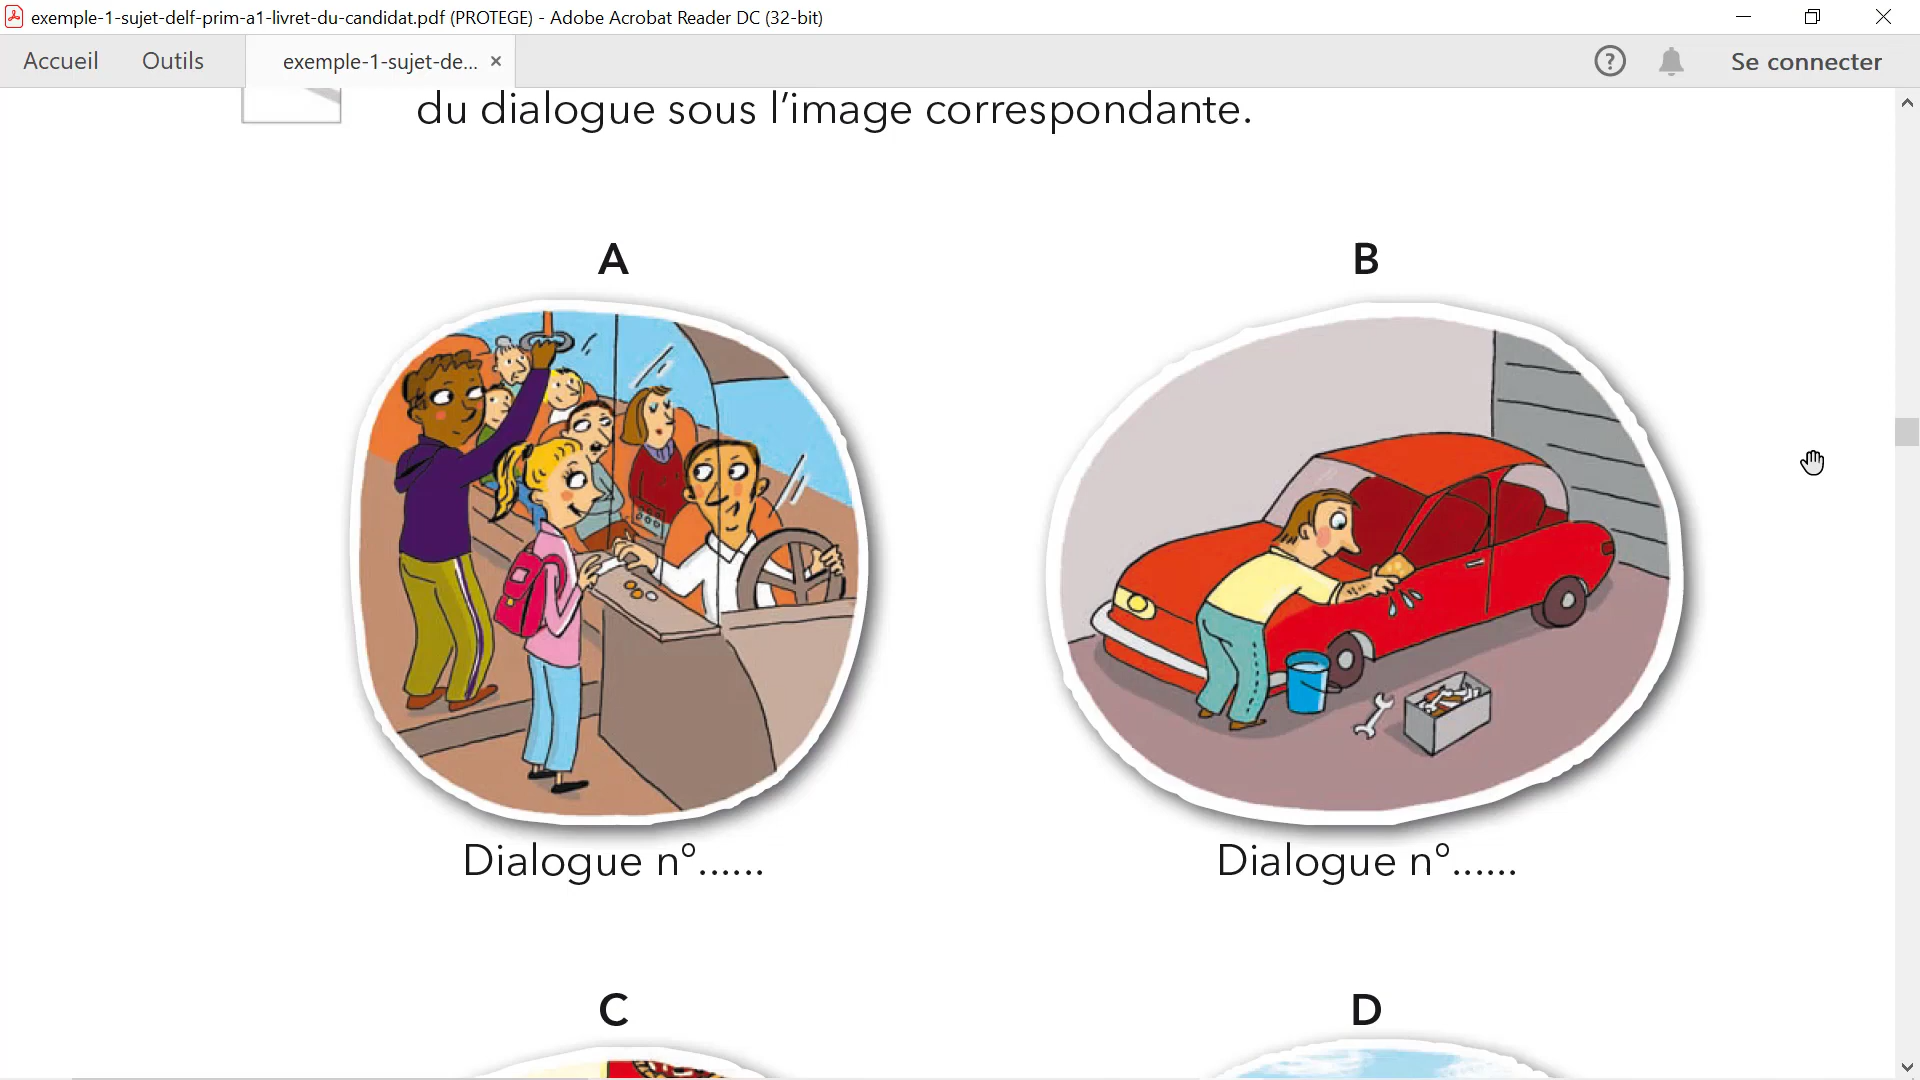 exemple-1-sujet-delf-prim-a1-livret-du-candidat.pdf (PROTEGE) - Adobe Acrobat Reader DC (32-bit)
Accueil Outils exemple-1-sujet-de... × ? Se connecter
du dialogue sous l'image correspondante.
A B
Dialogue n°...... Dialogue n°......
C D